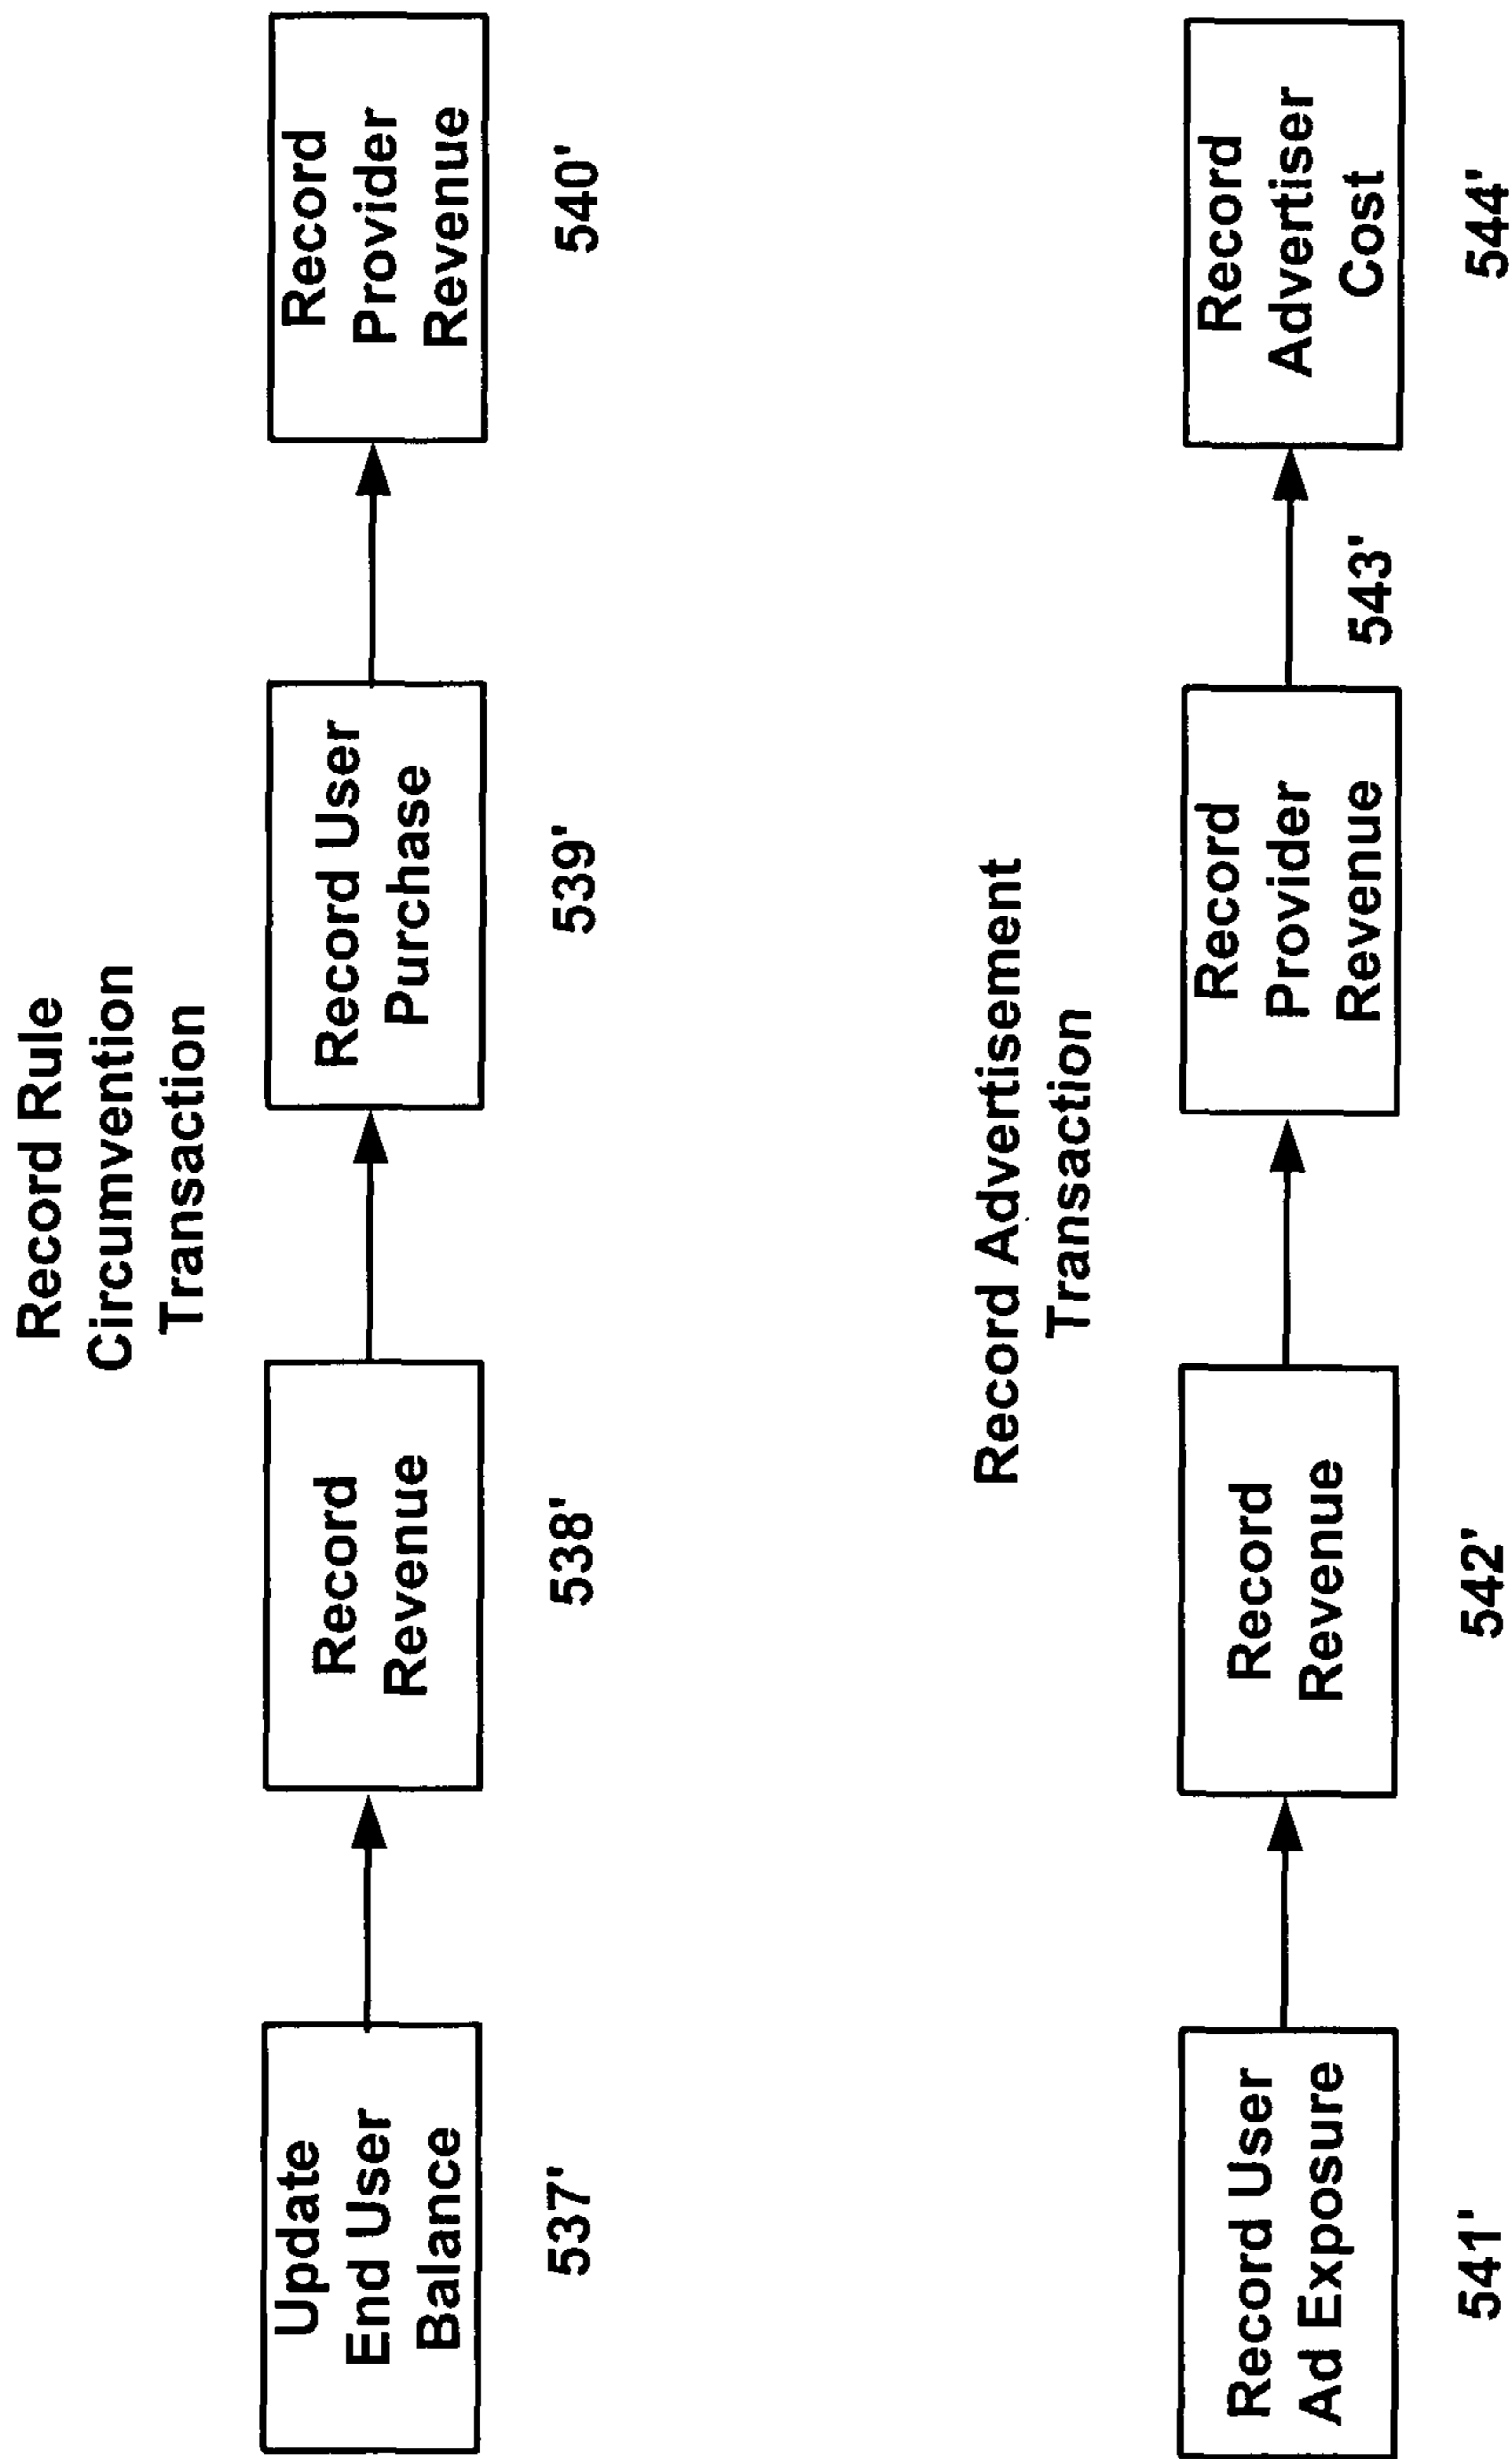 Record Rule
Circumvention
Transaction
Update
End User
Balance
537'
Record
Revenue
538'
Record User
Purchase
539'
Record
Provider
Revenue
540'
Record Advertisement
Transaction
Record User
Ad Exposure
541'
Record
Revenue
542'
Record
Provider
Revenue
543'
Record
Advertiser
Cost
544'